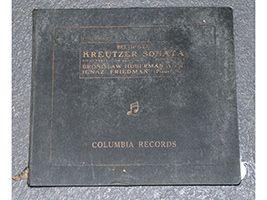 KREUTZER SONATA
BRONISLAW HUBERMAN
IGNAZ FRIEDMAN (Piano)
COLUMBIA RECORDS